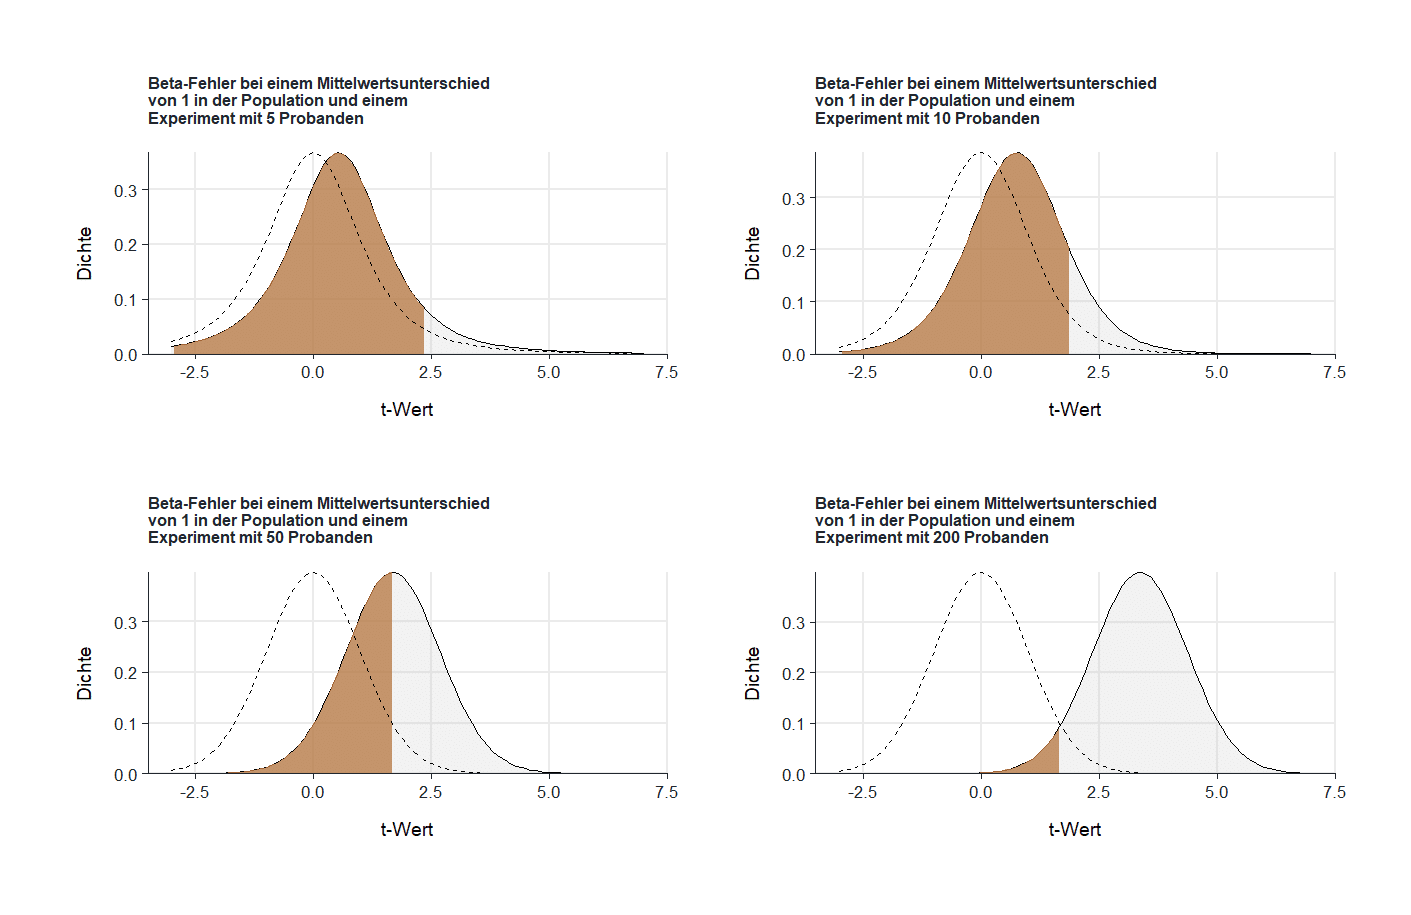 Beta-Fehler bei einem Mittelwertsunterschied
von 1 in der Population und einem
Experiment mit 5 Probanden
Dichte
0.3
0.2
0.1
0.0
-2.5
0.0
2.5
5.0
7.5
t-Wert
Beta-Fehler bei einem Mittelwertsunterschied
von 1 in der Population und einem
Experiment mit 10 Probanden
Dichte
0.3
0.2
0.1
0.0
-2.5
0.0
2.5
5.0
7.5
t-Wert
Beta-Fehler bei einem Mittelwertsunterschied
von 1 in der Population und einem
Experiment mit 50 Probanden
Dichte
0.3
0.2
0.1
0.0
-2.5
0.0
2.5
5.0
7.5
t-Wert
Beta-Fehler bei einem Mittelwertsunterschied
von 1 in der Population und einem
Experiment mit 200 Probanden
Dichte
0.3
0.2
0.1
0.0
-2.5
0.0
2.5
5.0
7.5
t-Wert